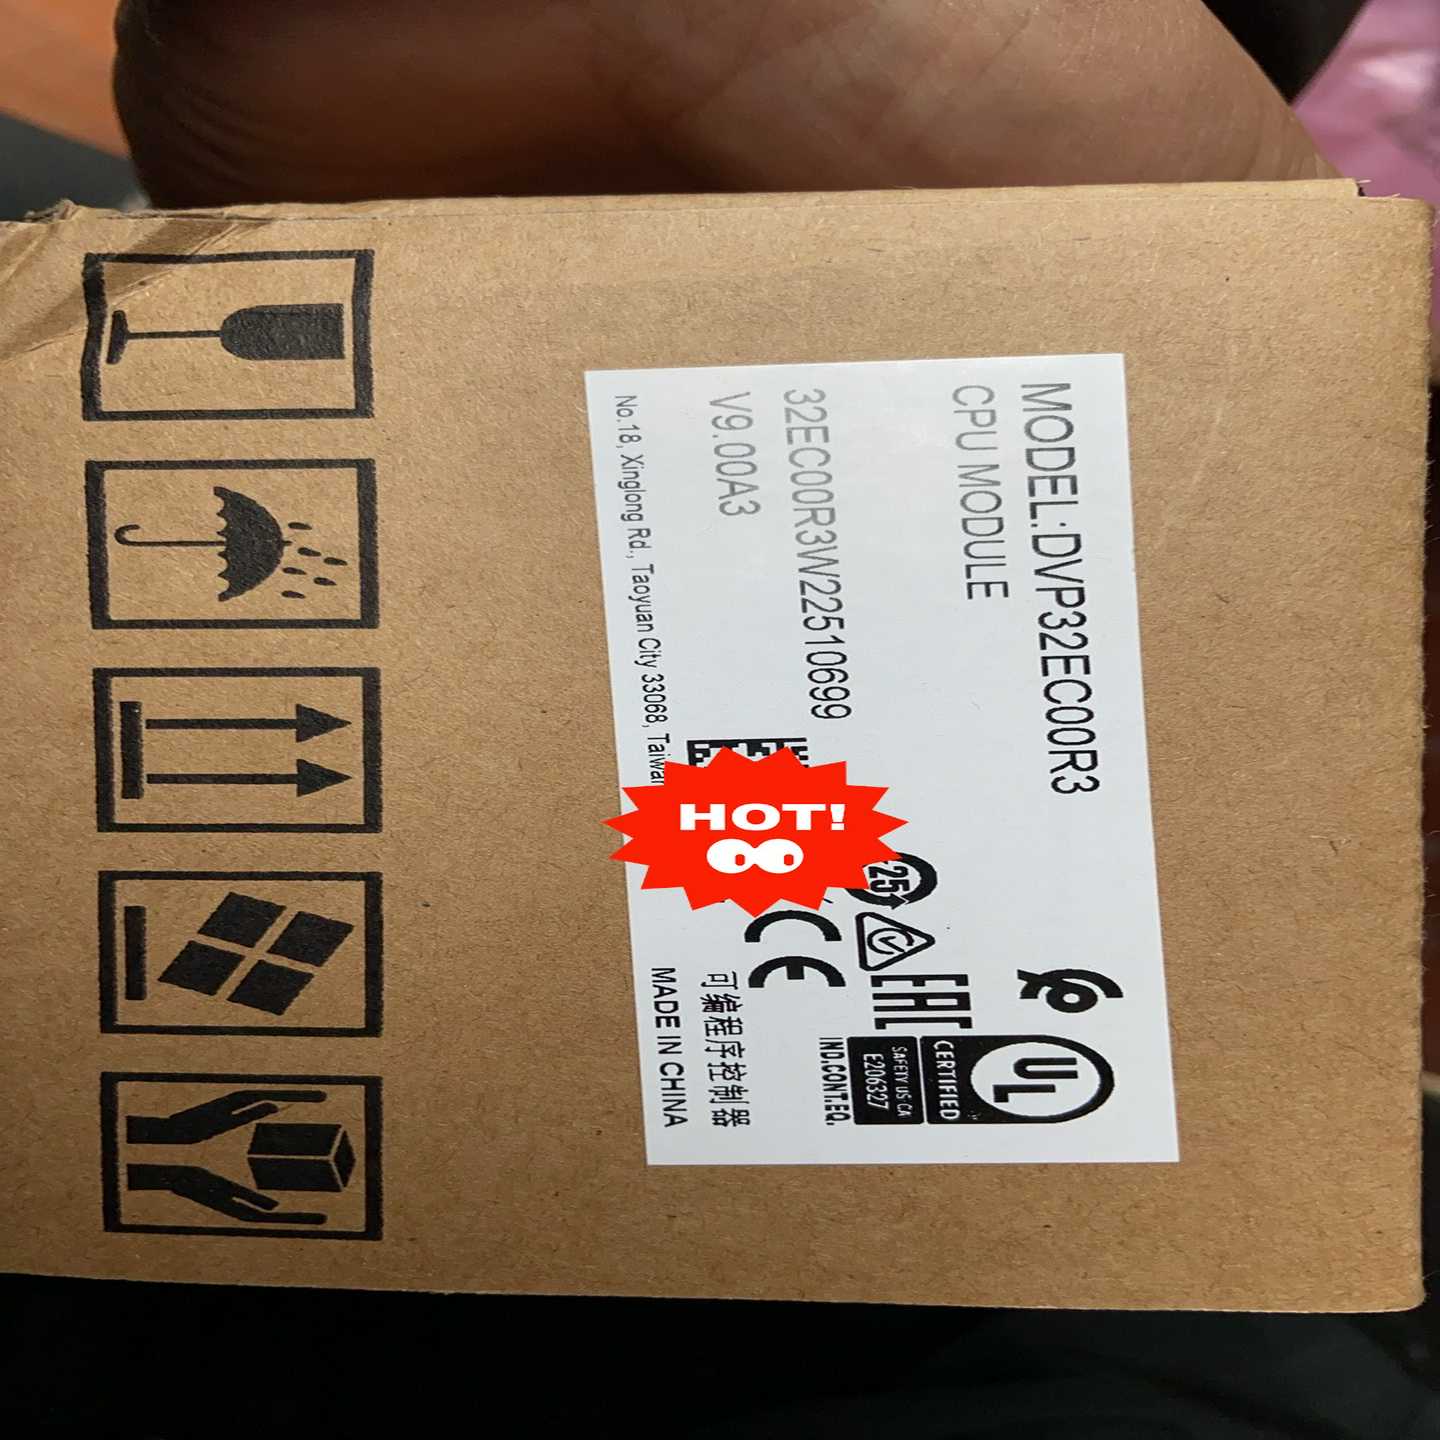 MODEL:DVP32EC00R3
CPU MODULE
32EC00R3W22510699
V9.00A3
No.18, Xinglong Rd., Taoyuan City 33068,
HOT!
25
CE
EAC
UL
CERTIFIED
SAFETY US-CA
E206327
IND.CONT.EQ.
可编程序控制器
MADE IN CHINA